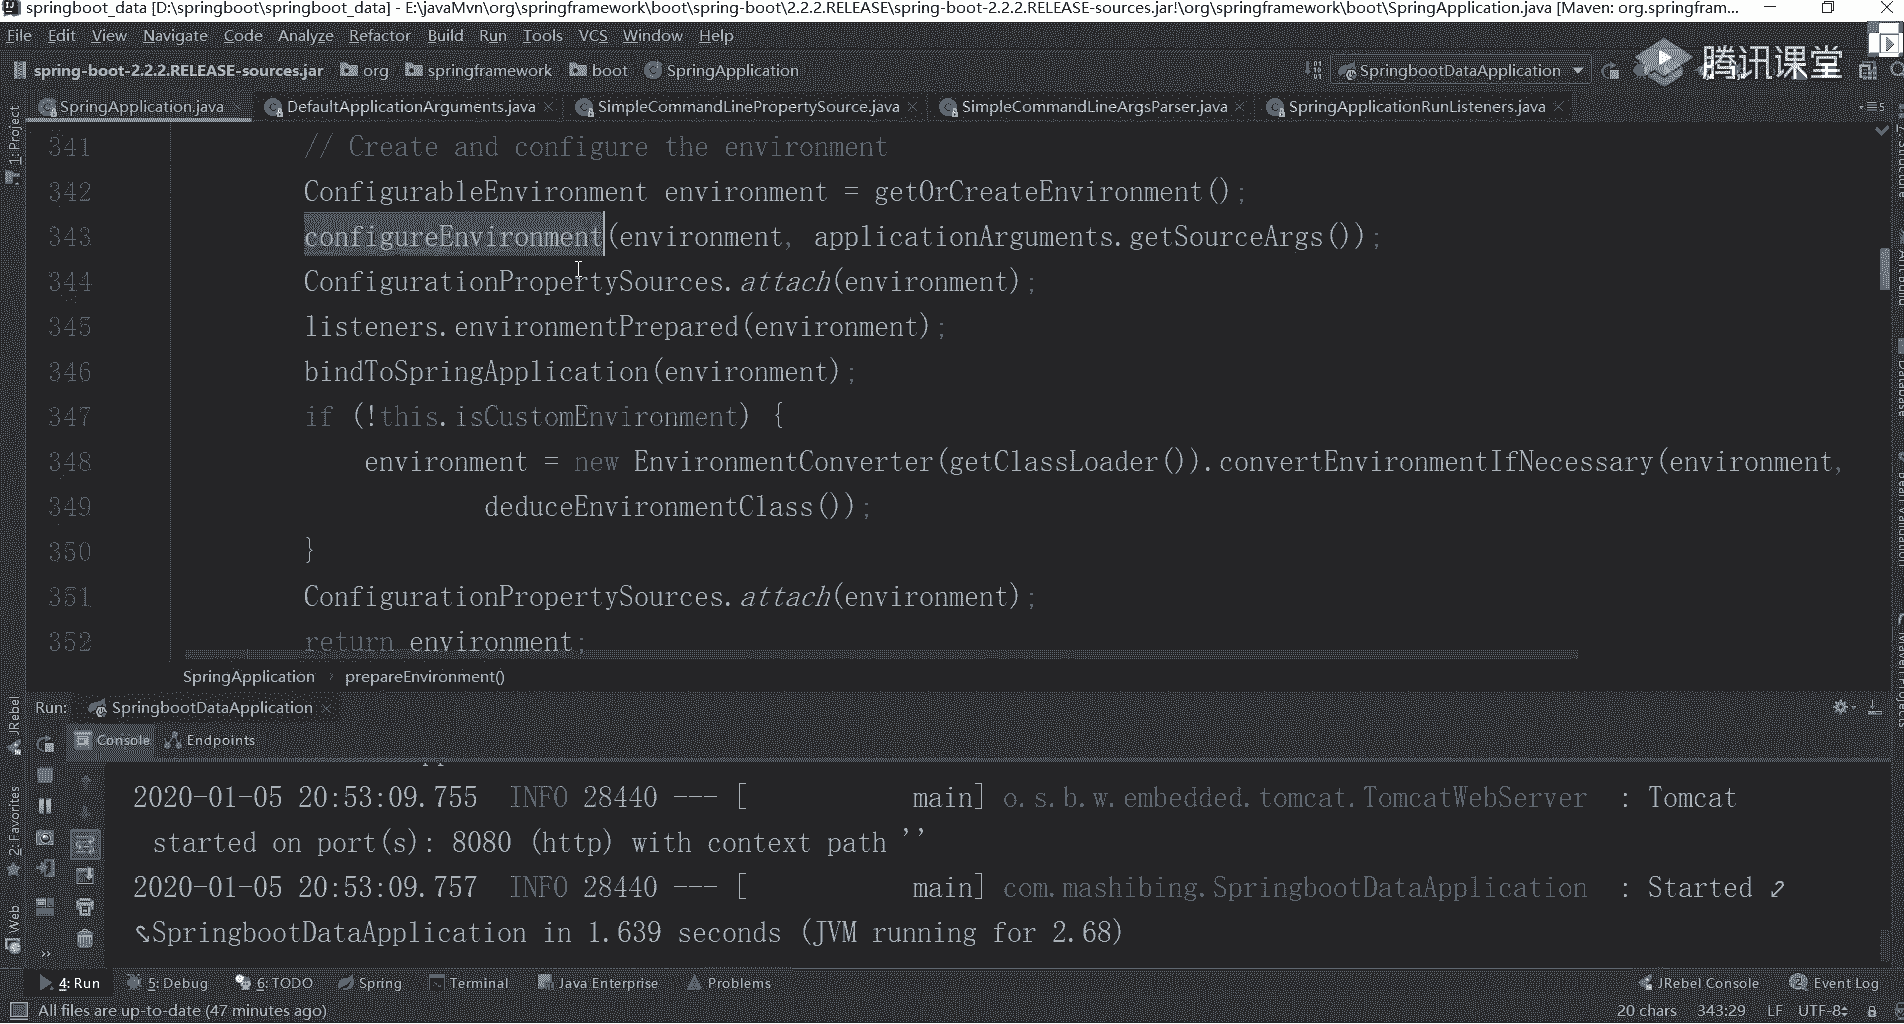 springboot_data [D:\springboot\springboot_data] - E:\javaMvn\org\springframework\boot\spring-boot\2.2.2.RELEASE\spring-boot-2.2.2.RELEASE-sources.jar!\org\springframework\boot\SpringApplication.java [Maven: org.springfram...
File Edit View Navigate Code Analyze Refactor Build Run Tools VCS Window Help
spring-boot-2.2.2.RELEASE-sources.jar org springframework boot SpringApplication SpringbootDataApplication 腾讯课堂
SpringApplication.java DefaultApplicationArguments.java SimpleCommandLinePropertySource.java SimpleCommandLineArgsParser.java SpringApplicationRunListeners.java
1: Project
341 // Create and configure the environment
342 ConfigurableEnvironment environment = getOrCreateEnvironment();
343 configureEnvironment(environment, applicationArguments.getSourceArgs());
344 ConfigurationPropertySources.attach(environment);
345 listeners.environmentPrepared(environment);
346 bindToSpringApplication(environment);
347 if (!this.isCustomEnvironment) {
348 environment = new EnvironmentConverter(getClassLoader()).convertEnvironmentIfNecessary(environment,
349 deduceEnvironmentClass());
350 }
351 ConfigurationPropertySources.attach(environment);
352 return environment;
SpringApplication › prepareEnvironment()
Run: SpringbootDataApplication
JRebel
Console Endpoints
2: Favorites
Web
2020-01-05 20:53:09.755 INFO 28440 --- [ main] o.s.b.w.embedded.tomcat.TomcatWebServer : Tomcat
started on port(s): 8080 (http) with context path ''
2020-01-05 20:53:09.757 INFO 28440 --- [ main] com.mashibing.SpringbootDataApplication : Started
SpringbootDataApplication in 1.639 seconds (JVM running for 2.68)
4: Run 5: Debug 6: TODO Spring Terminal Java Enterprise Problems JRebel Console Event Log
All files are up-to-date (47 minutes ago) 20 chars 343:29 LF UTF-8